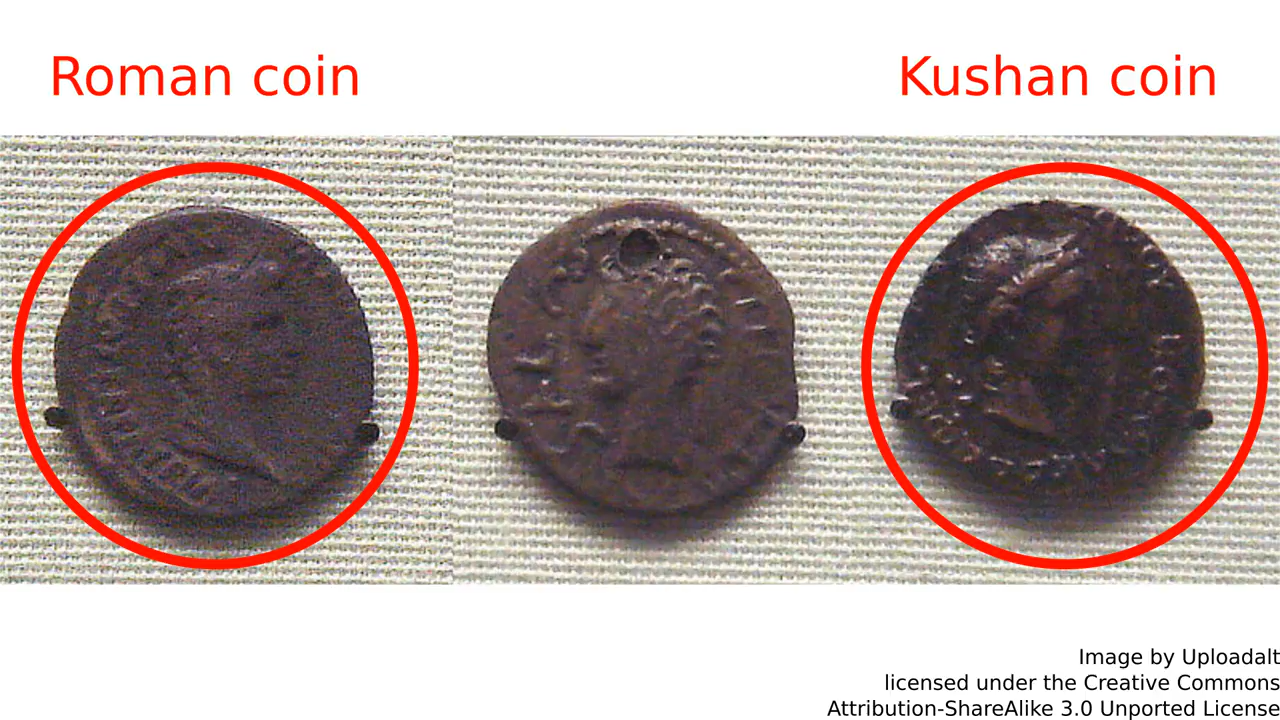 Roman coin
Kushan coin
Image by Uploadalt
licensed under the Creative Commons
Attribution-ShareAlike 3.0 Unported License